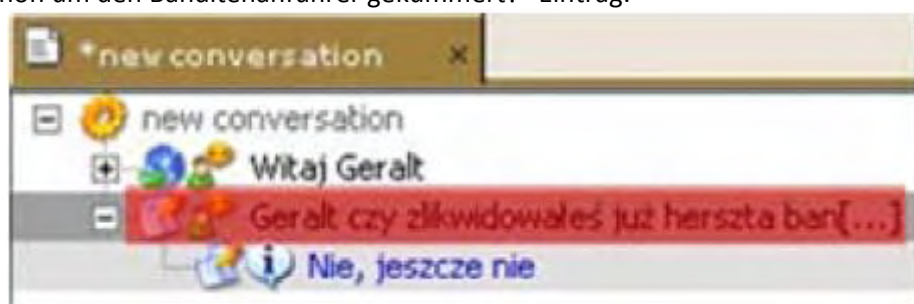 um den Banditenanführer gekümmert?" Eintrag:
*new conversation ×
new conversation
Witaj Geralt
Geralt czy zlikwidowałeś już herszta ban[...]
Nie, jeszcze nie